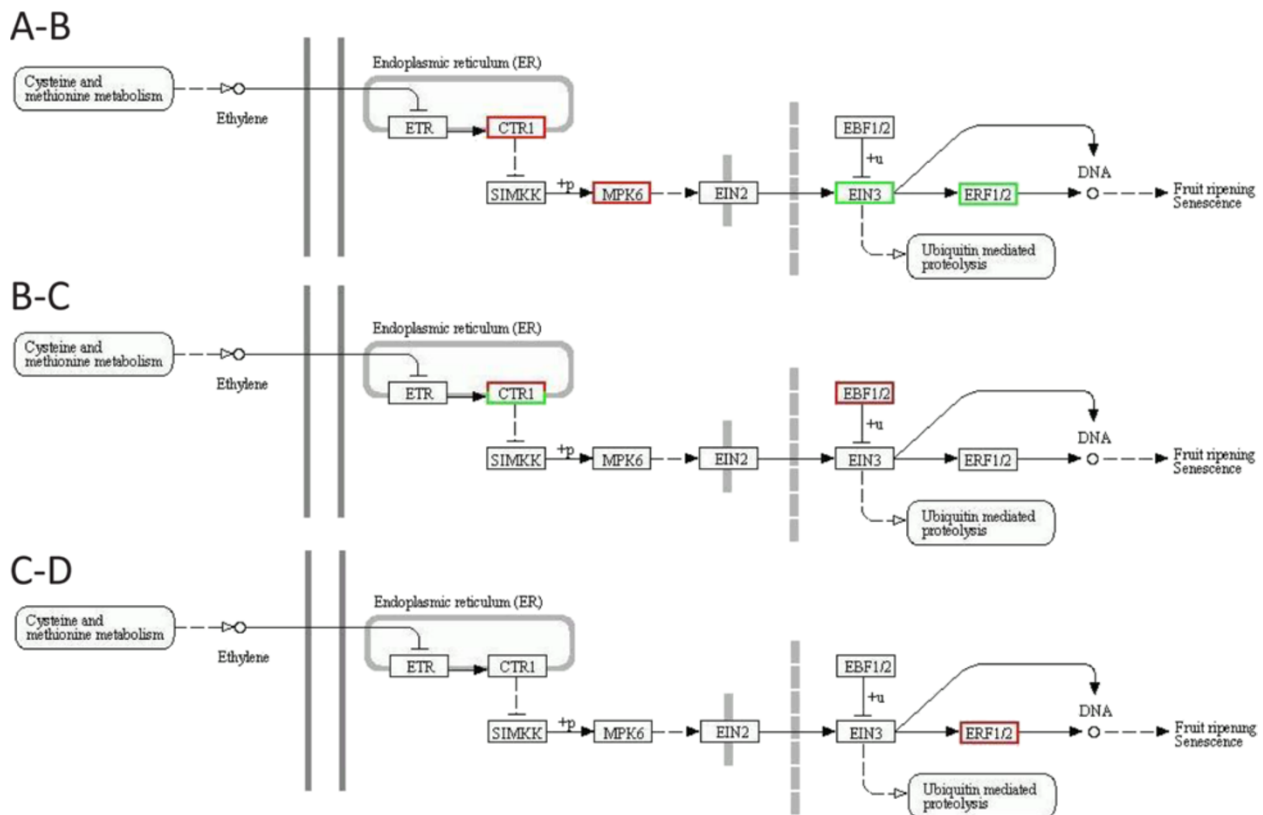 A-B
Endoplasmic reticulum (ER)
Cysteine and
methionine metabolism
Ethylene
ETR
CTR1
EBF1/2
+u
DNA
SIMKK
+p
MPK6
EIN2
EIN3
ERF1/2
Fruit ripening
Senescence
Ubiquitin mediated
proteolysis
B-C
Endoplasmic reticulum (ER)
Cysteine and
methionine metabolism
Ethylene
ETR
CTR1
EBF1/2
+u
DNA
SIMKK
+p
MPK6
EIN2
EIN3
ERF1/2
Fruit ripening
Senescence
Ubiquitin mediated
proteolysis
C-D
Endoplasmic reticulum (ER)
Cysteine and
methionine metabolism
Ethylene
ETR
CTR1
EBF1/2
+u
DNA
SIMKK
+p
MPK6
EIN2
EIN3
ERF1/2
Fruit ripening
Senescence
Ubiquitin mediated
proteolysis